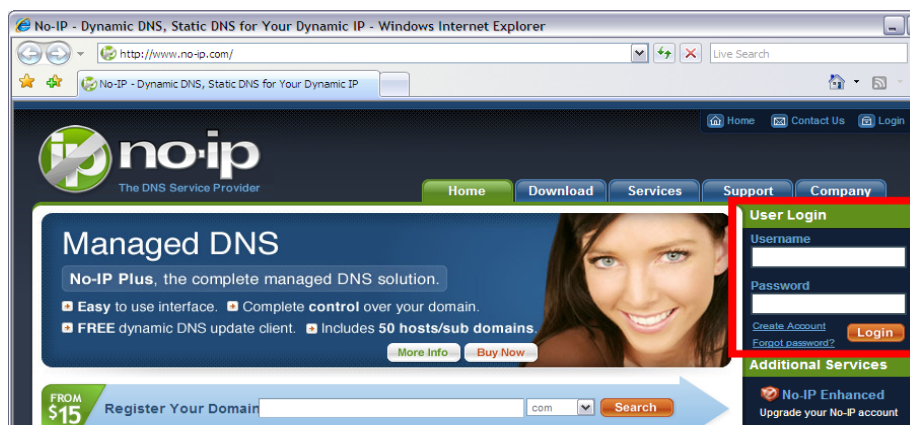 No-IP - Dynamic DNS, Static DNS for Your Dynamic IP - Windows Internet Explorer
http://www.no-ip.com/
Live Search
No-IP - Dynamic DNS, Static DNS for Your Dynamic IP
Home Contact Us Login
ip no·ip
The DNS Service Provider
Home Download Services Support Company
Managed DNS
No-IP Plus, the complete managed DNS solution.
Easy to use interface. Complete control over your domain.
FREE dynamic DNS update client. Includes 50 hosts/sub domains.
More Info Buy Now
User Login
Username
Password
Create Account
Forgot password?
Login
Additional Services
No-IP Enhanced
Upgrade your No-IP account
FROM
$15
Register Your Domain
com
Search